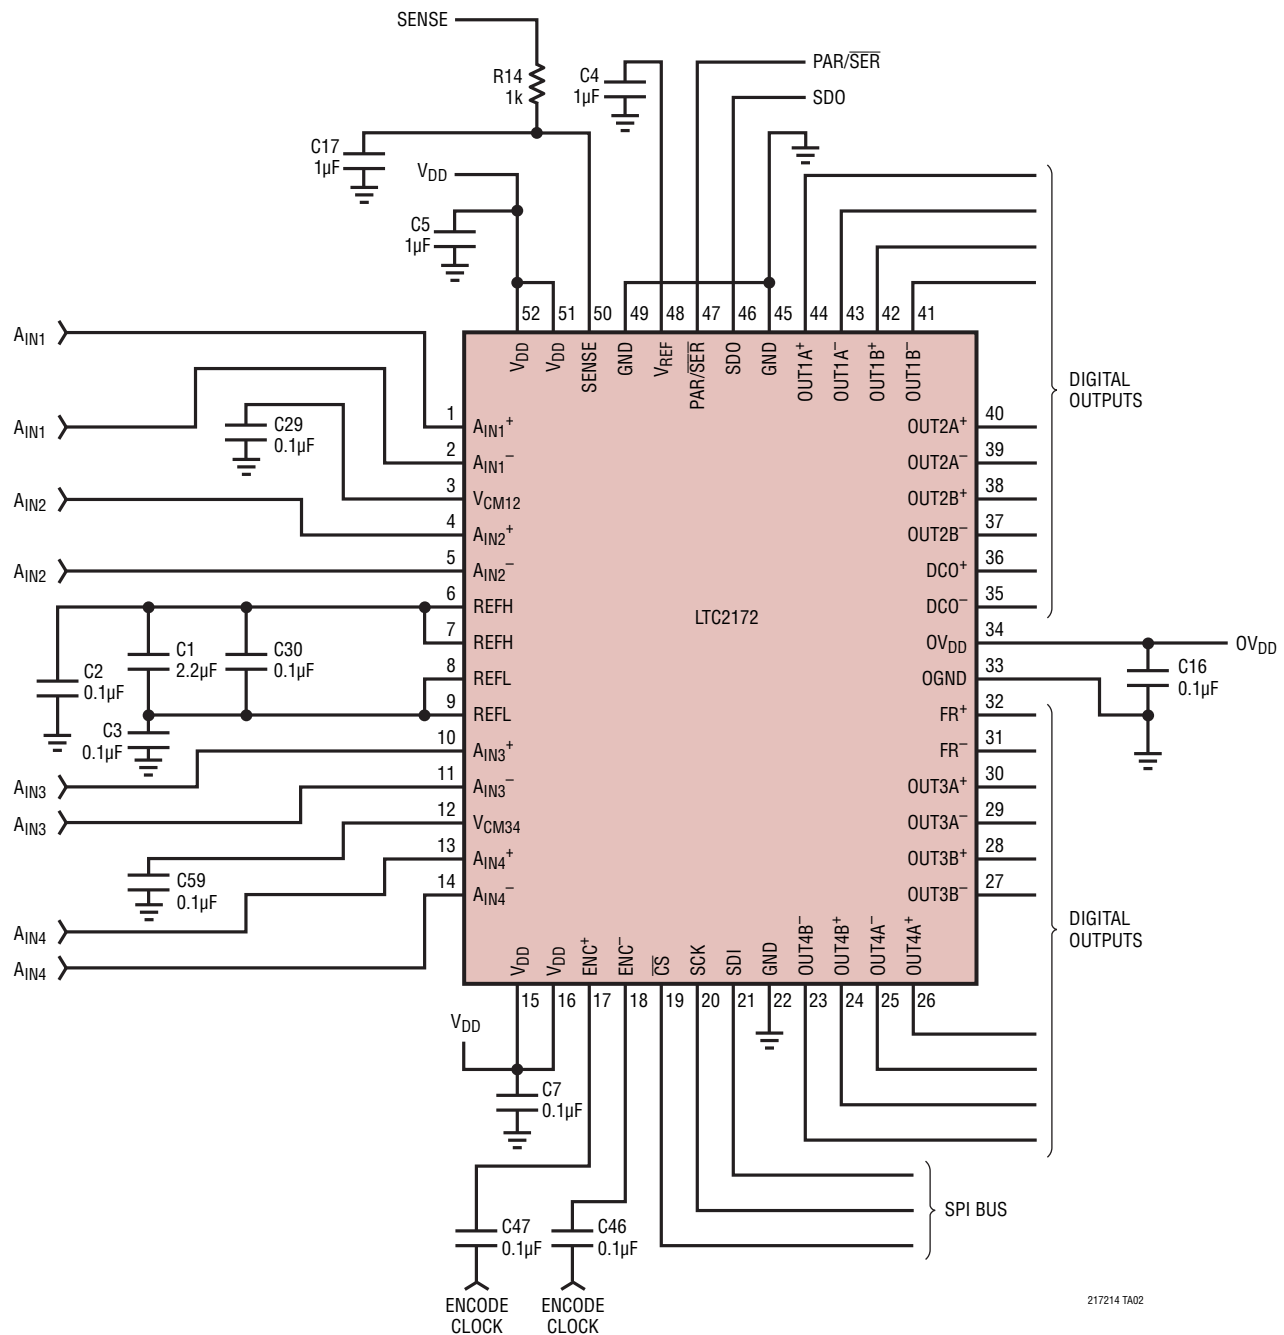 SENSE
R14
1k
C4
1µF
PAR/SER
SDO
C17
1µF
VDD
C5
1µF
52
51
50
49
48
47
46
45
44
43
42
41
VDD
VDD
SENSE
GND
VREF
PAR/SER
SDO
GND
OUT1A+
OUT1A–
OUT1B+
OUT1B–
DIGITAL
OUTPUTS
AIN1
AIN1
C29
0.1µF
AIN2
AIN2
C2
0.1µF
C1
2.2µF
C30
0.1µF
C3
0.1µF
AIN3
AIN3
C59
0.1µF
AIN4
AIN4
1
AIN1+
2
AIN1–
3
VCM12
4
AIN2+
5
AIN2–
6
REFH
7
REFH
8
REFL
9
REFL
10
AIN3+
11
AIN3–
12
VCM34
13
AIN4+
14
AIN4–
LTC2172
OUT2A+
40
OUT2A–
39
OUT2B+
38
OUT2B–
37
DCO+
36
DCO–
35
OVDD
34
OGND
33
FR+
32
FR–
31
OUT3A+
30
OUT3A–
29
OUT3B+
28
OUT3B–
27
OVDD
C16
0.1µF
DIGITAL
OUTPUTS
VDD
VDD
ENC+
ENC–
CS
SCK
SDI
GND
OUT4B–
OUT4B+
OUT4A–
OUT4A+
15
16
17
18
19
20
21
22
23
24
25
26
VDD
C7
0.1µF
C47
0.1µF
C46
0.1µF
SPI BUS
ENCODE
CLOCK
ENCODE
CLOCK
217214 TA02